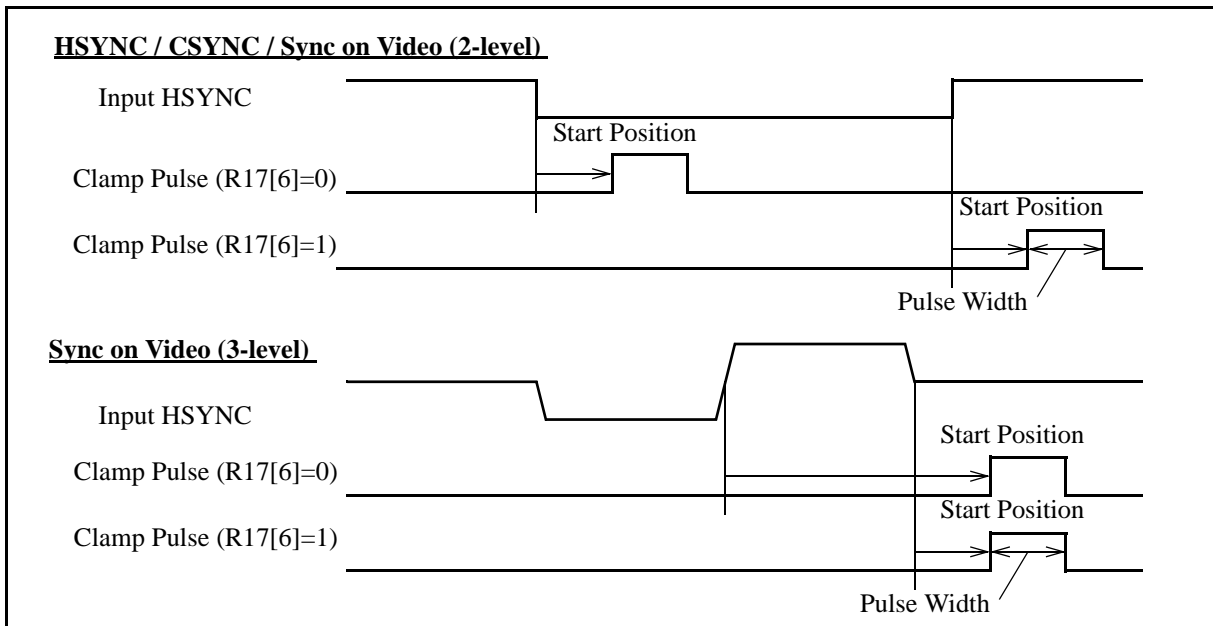 HSYNC / CSYNC / Sync on Video (2-level)
Input HSYNC
Start Position
Clamp Pulse (R17[6]=0)
Start Position
Clamp Pulse (R17[6]=1)
Pulse Width
Sync on Video (3-level)
Input HSYNC
Start Position
Clamp Pulse (R17[6]=0)
Start Position
Clamp Pulse (R17[6]=1)
Pulse Width